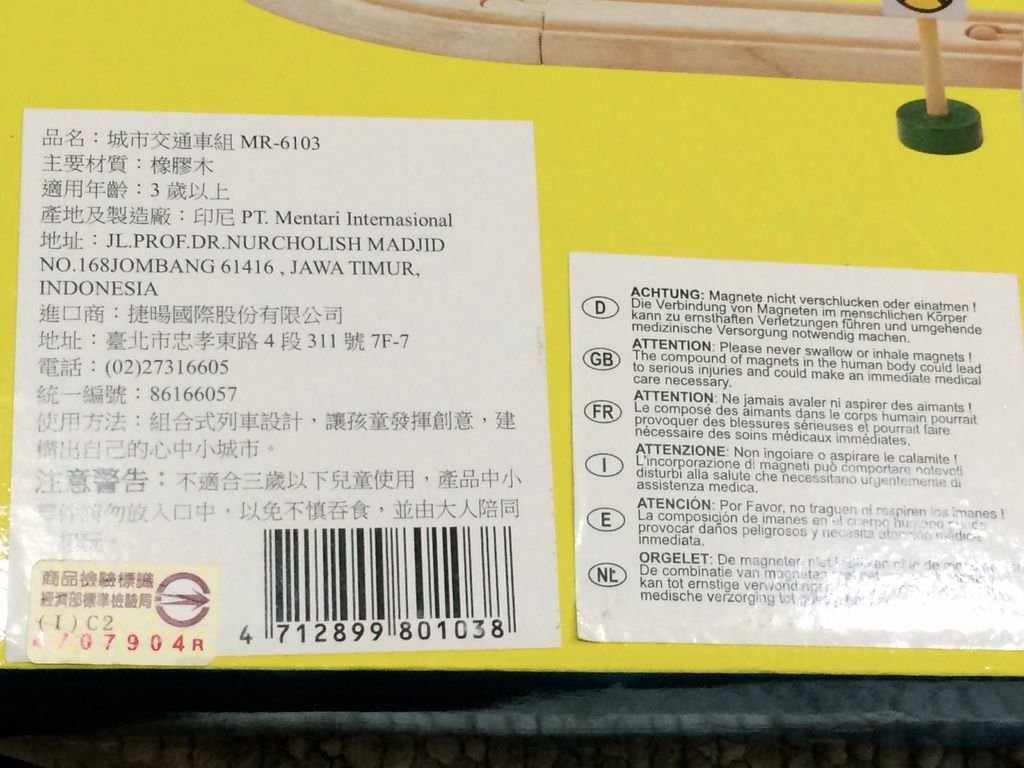 品名：城市交通車組 MR-6103
主要材質：橡膠木
適用年齡：3 歲以上
產地及製造廠：印尼 PT. Mentari Internasional
地址：JL.PROF.DR.NURCHOLISH MADJID
NO.168JOMBANG 61416 , JAWA TIMUR,
INDONESIA
進口商：捷暘國際股份有限公司
地址：臺北市忠孝東路 4 段 311 號 7F-7
電話：(02)27316605
統一編號：86166057
使用方法：組合式列車設計，讓孩童發揮創意，建
構出自己的心中小城市。
注意警告：不適合三歲以下兒童使用，產品中小
零件請勿放入口中，以免不慎吞食，並由大人陪同
玩。
商品檢驗標識
經濟部標準檢驗局
(I)C2
4707904R
4 712899 801038
D ACHTUNG: Magnete nicht verschlucken oder einatmen !
Die Verbindung von Magneten im menschlichen Körper
kann zu ernsthaften Verletzungen führen und umgehende
medizinische Versorgung notwendig machen.
GB ATTENTION: Please never swallow or inhale magnets !
The compound of magnets in the human body could lead
to serious injuries and could make an immediate medical
care necessary.
FR ATTENTION: Ne jamais avaler ni aspirer des aimants !
Le composé des aimants dans le corps humain pourrait
provoquer des blessures sérieuses et pourrait faire
nécessaire des soins médicaux immédiates.
I ATTENZIONE: Non ingoiare o aspirare le calamite !
L'incorporazione di magneti può comportare notevoli
disturbi alla salute che necessitano urgentemente di
assistenza medica.
E ATENCIÓN: Por Favor, no traguen ni respiren los imanes !
La composición de imanes en el cuerpo humano pueda
provocar daños peligrosos y necesita atención médica
inmediata.
NL ORGELET: De magneten niet
De combinatie van magneten
kan tot ernstige verwondingen
medische verzorging tot